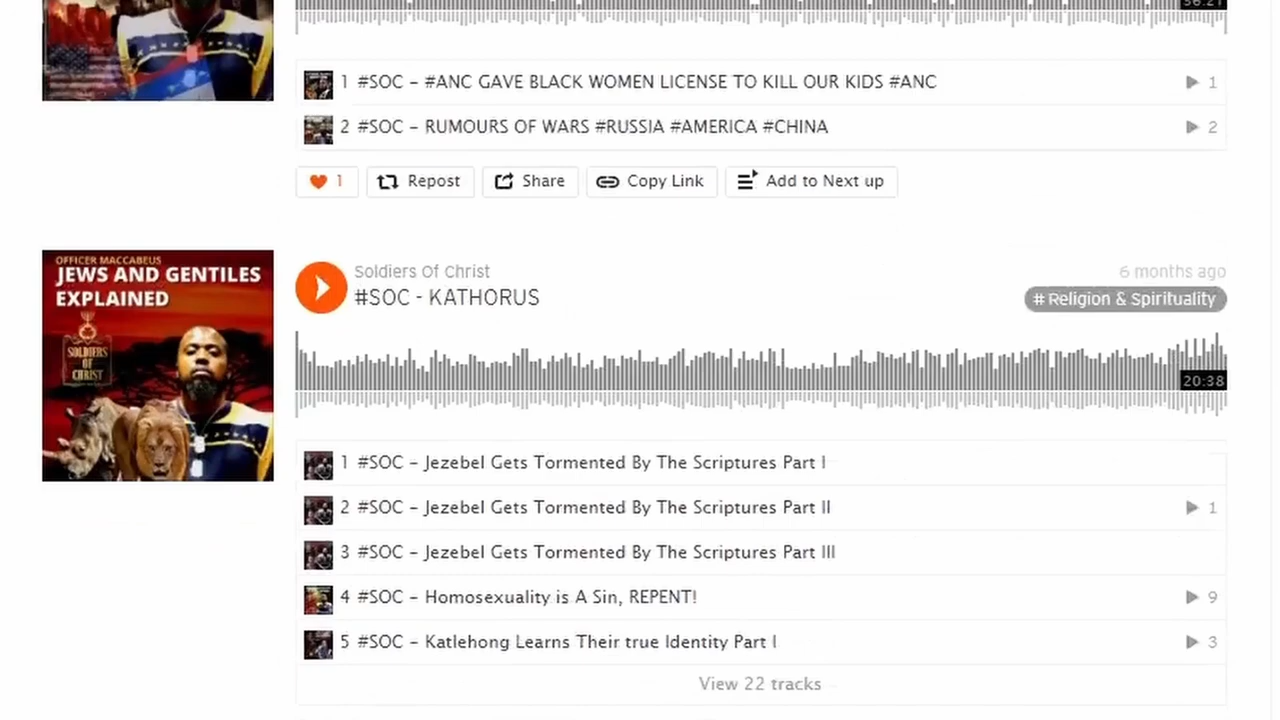 56:21
1 #SOC - #ANC GAVE BLACK WOMEN LICENSE TO KILL OUR KIDS #ANC 1
2 #SOC - RUMOURS OF WARS #RUSSIA #AMERICA #CHINA 2
1 Repost Share Copy Link Add to Next up
OFFICER MACCABEUS
JEWS AND GENTILES
EXPLAINED
SOLDIERS
OF
CHRIST
Soldiers Of Christ 6 months ago
#SOC - KATHORUS # Religion & Spirituality
20:38
1 #SOC - Jezebel Gets Tormented By The Scriptures Part I
2 #SOC - Jezebel Gets Tormented By The Scriptures Part II 1
3 #SOC - Jezebel Gets Tormented By The Scriptures Part III
4 #SOC - Homosexuality is A Sin, REPENT! 9
5 #SOC - Katlehong Learns Their true Identity Part I 3
View 22 tracks